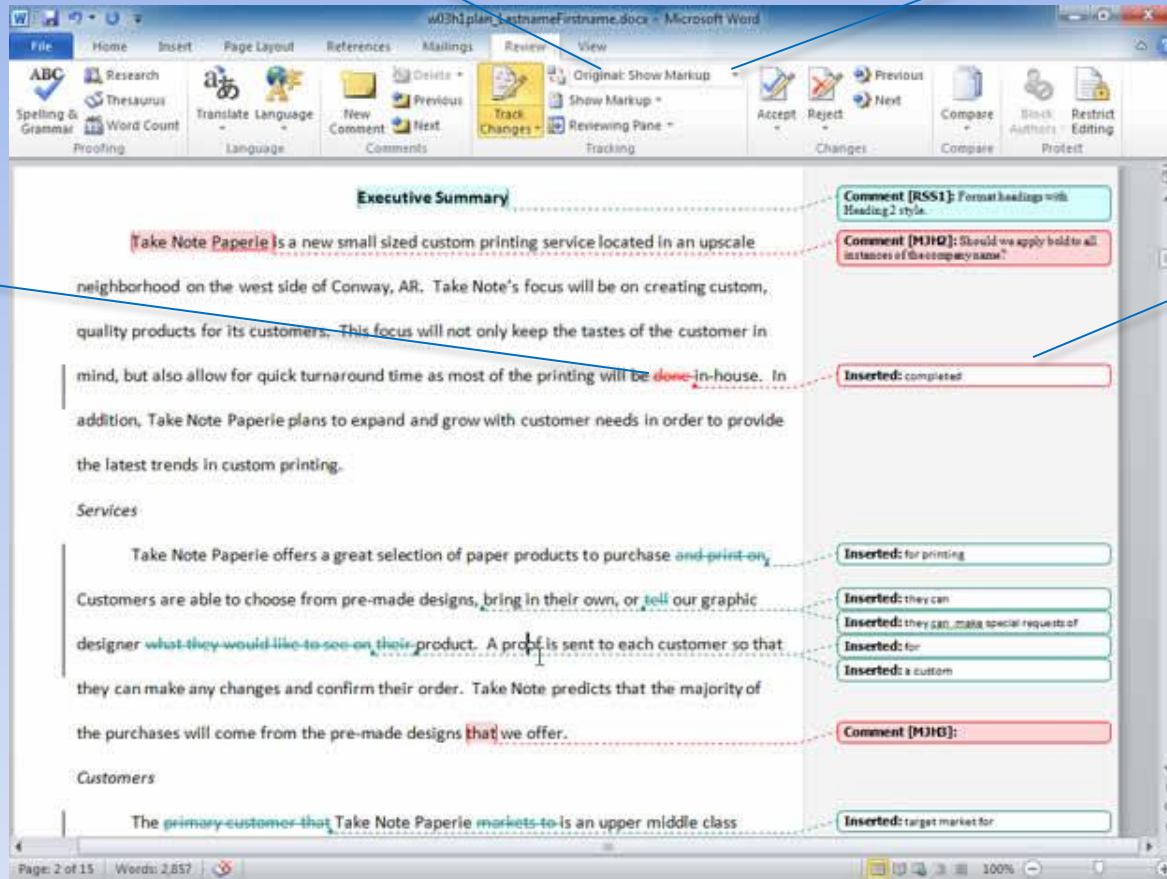 w03h1plan_LastnameFirstname.docx - Microsoft Word
File Home Insert Page Layout References Mailings Review View
ABC Spelling & Grammar
Research
Thesaurus
Word Count
Translate Language
New Comment
Delete
Previous
Next
Track Changes
Original: Show Markup
Show Markup
Reviewing Pane
Accept Reject
Previous
Next
Compare
Block Authors
Restrict Editing
Proofing Language Comments Tracking Changes Compare Protect
Executive Summary
Comment [RSS1]: Format headings with
Heading 2 style.
Take Note Paperie is a new small sized custom printing service located in an upscale
Comment [MJH2]: Should we apply bold to all
instances of the company name?
neighborhood on the west side of Conway, AR. Take Note's focus will be on creating custom,
quality products for its customers. This focus will not only keep the tastes of the customer in
mind, but also allow for quick turnaround time as most of the printing will be done in-house. In
Inserted: completed
addition, Take Note Paperie plans to expand and grow with customer needs in order to provide
the latest trends in custom printing.
Services
Take Note Paperie offers a great selection of paper products to purchase and print on,
Inserted: for printing
Customers are able to choose from pre-made designs, bring in their own, or tell our graphic
Inserted: they can
Inserted: they can make special requests of
designer what they would like to see on their product. A proof is sent to each customer so that
Inserted: for
Inserted: a custom
they can make any changes and confirm their order. Take Note predicts that the majority of
the purchases will come from the pre-made designs that we offer.
Comment [MJH3]:
Customers
The primary customer that Take Note Paperie markets to is an upper middle class
Inserted: target market for
Page: 2 of 15 Words: 2,857 100%